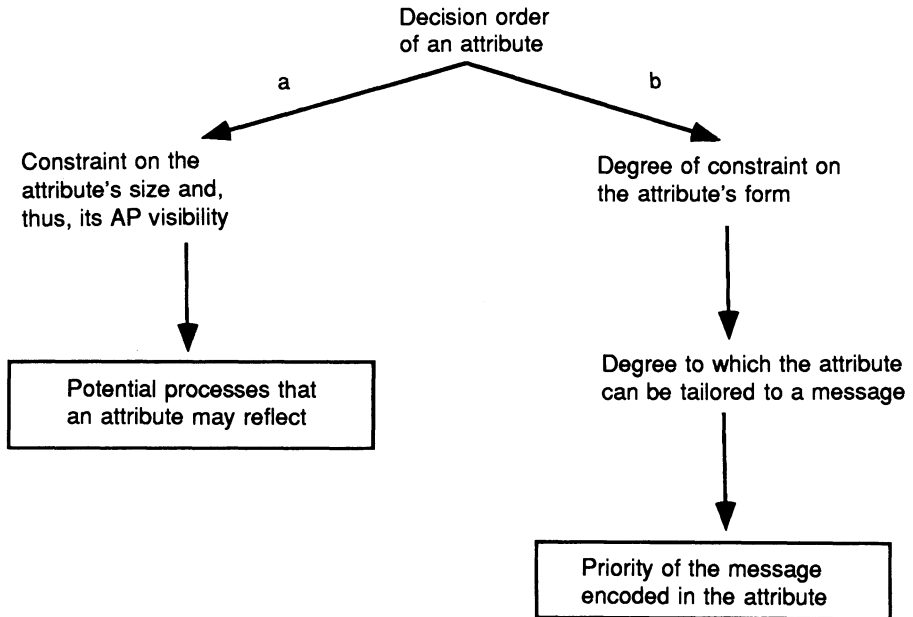 Decision order
of an attribute
a
b
Constraint on the
attribute's size and,
thus, its AP visibility
Degree of constraint on
the attribute's form
Potential processes that
an attribute may reflect
Degree to which the attribute
can be tailored to a message
Priority of the message
encoded in the attribute